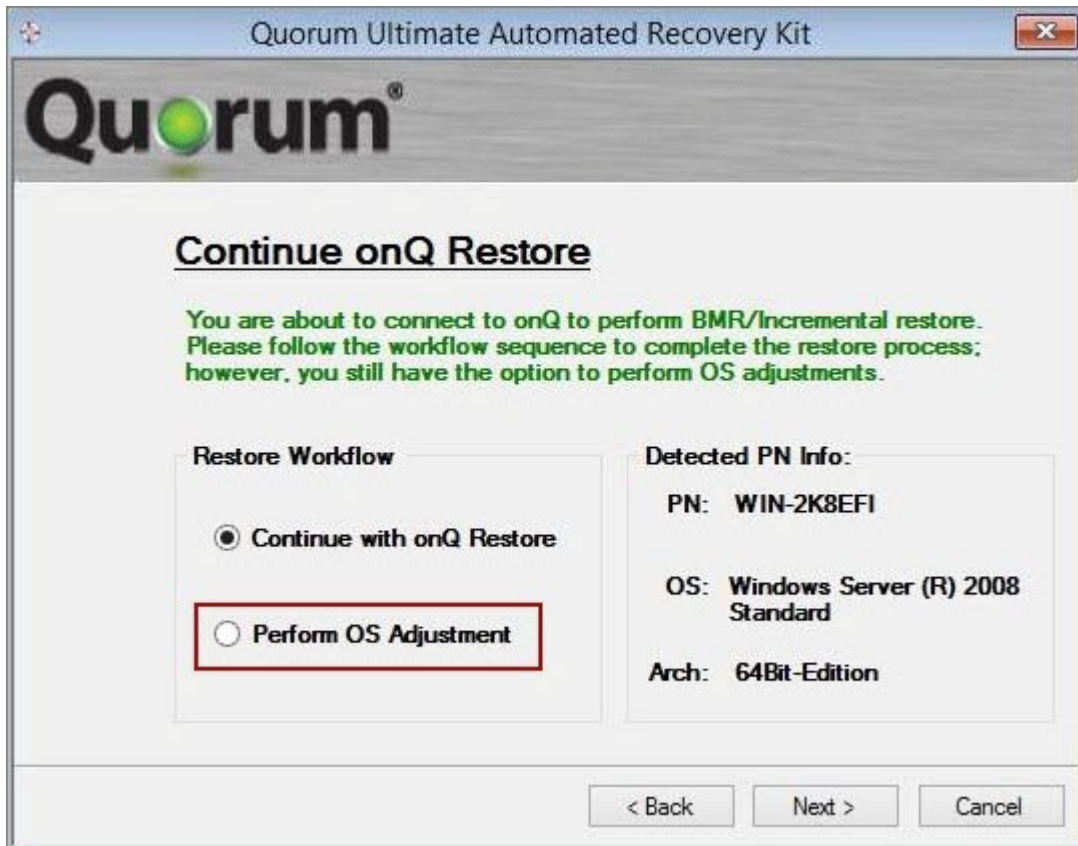 Quorum Ultimate Automated Recovery Kit
Quorum®
Continue onQ Restore
You are about to connect to onQ to perform BMR/Incremental restore.
Please follow the workflow sequence to complete the restore process;
however, you still have the option to perform OS adjustments.
Restore Workflow
Continue with onQ Restore
Perform OS Adjustment
Detected PN Info:
PN: WIN-2K8EFI
OS: Windows Server (R) 2008
Standard
Arch: 64Bit-Edition
< Back
Next >
Cancel